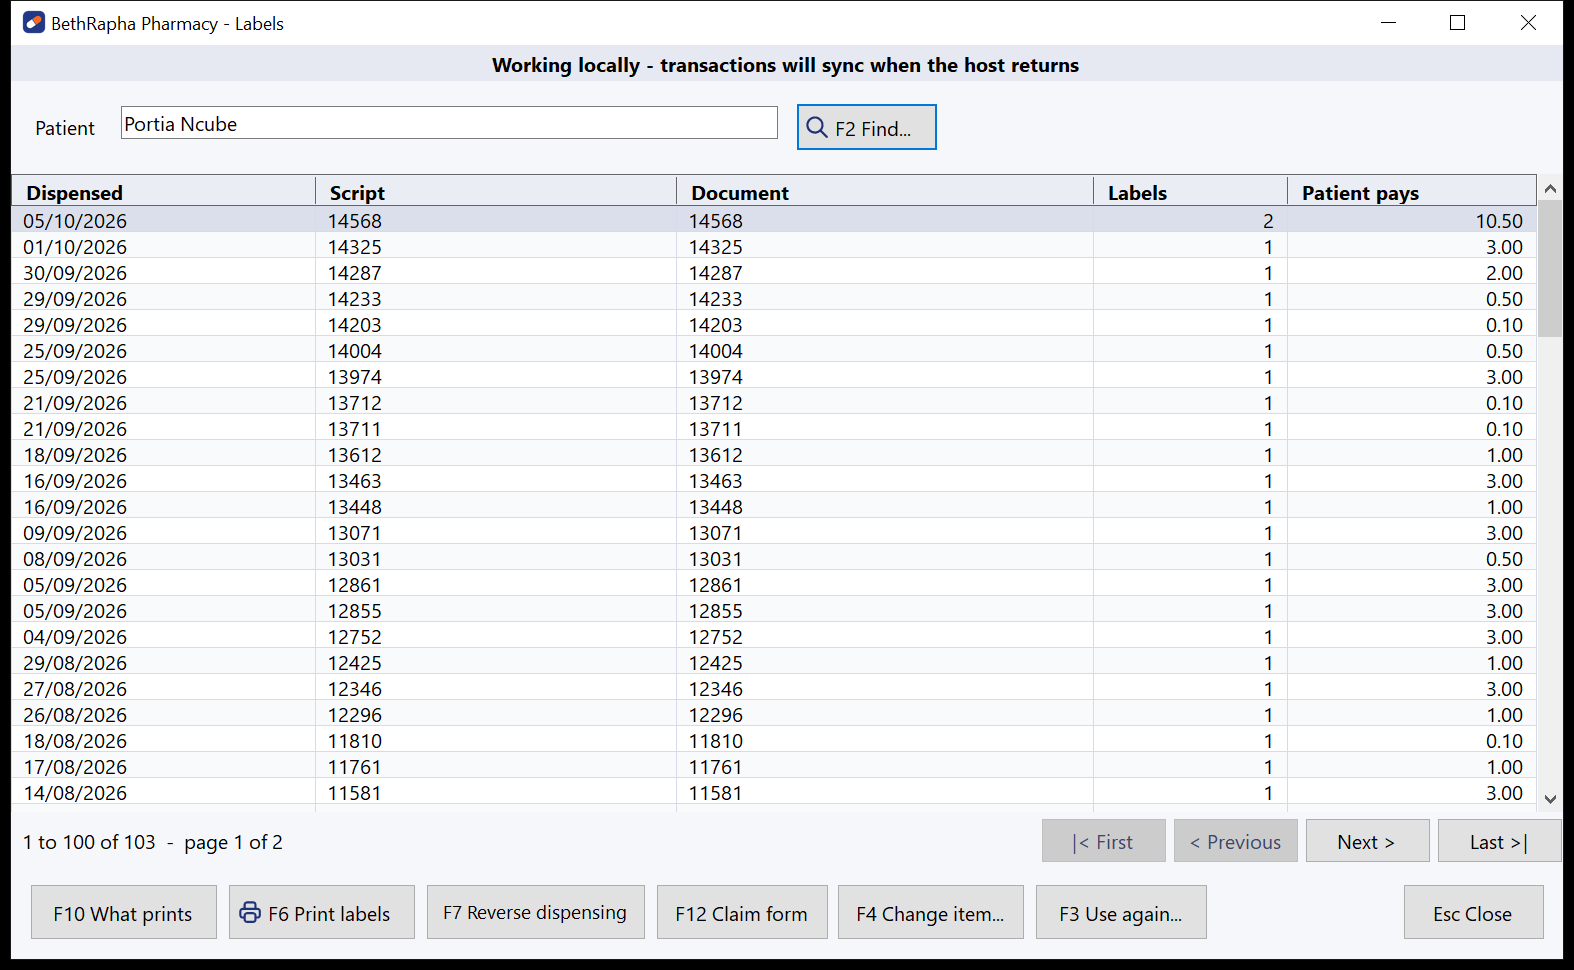 BethRapha Pharmacy - Labels
Working locally - transactions will sync when the host returns
Patient Portia Ncube F2 Find...
Dispensed Script Document Labels Patient pays
05/10/2026 14568 14568 2 10.50
01/10/2026 14325 14325 1 3.00
30/09/2026 14287 14287 1 2.00
29/09/2026 14233 14233 1 0.50
29/09/2026 14203 14203 1 0.10
25/09/2026 14004 14004 1 0.50
25/09/2026 13974 13974 1 3.00
21/09/2026 13712 13712 1 0.10
21/09/2026 13711 13711 1 0.10
18/09/2026 13612 13612 1 1.00
16/09/2026 13463 13463 1 3.00
16/09/2026 13448 13448 1 1.00
09/09/2026 13071 13071 1 3.00
08/09/2026 13031 13031 1 0.50
05/09/2026 12861 12861 1 3.00
05/09/2026 12855 12855 1 3.00
04/09/2026 12752 12752 1 3.00
29/08/2026 12425 12425 1 1.00
27/08/2026 12346 12346 1 3.00
26/08/2026 12296 12296 1 1.00
18/08/2026 11810 11810 1 0.10
17/08/2026 11761 11761 1 1.00
14/08/2026 11581 11581 1 3.00
1 to 100 of 103 - page 1 of 2 |< First < Previous Next > Last >|
F10 What prints F6 Print labels F7 Reverse dispensing F12 Claim form F4 Change item... F3 Use again... Esc Close